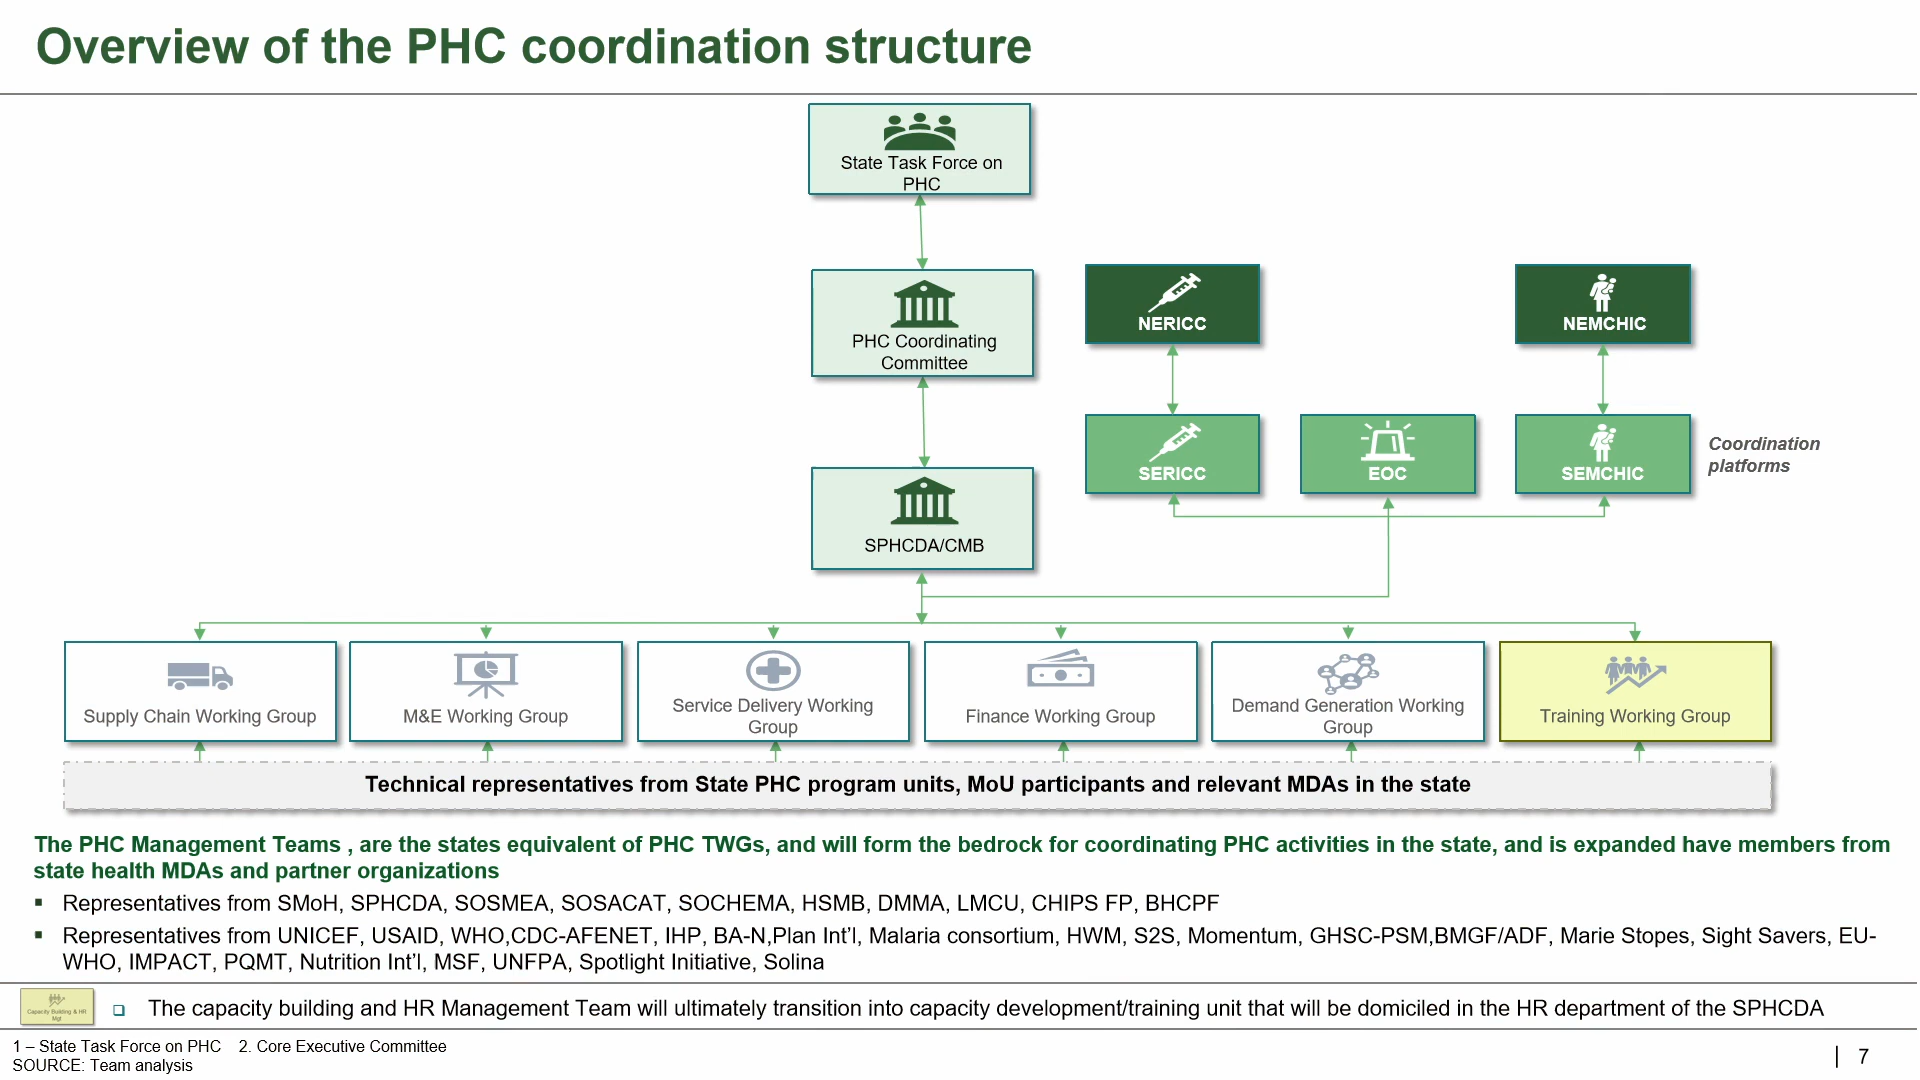 Overview of the PHC coordination structure
State Task Force on
PHC
PHC Coordinating
Committee
NERICC
NEMCHIC
SERICC
EOC
SEMCHIC
Coordination
platforms
SPHCDA/CMB
Supply Chain Working Group
M&E Working Group
Service Delivery Working
Group
Finance Working Group
Demand Generation Working
Group
Training Working Group
Technical representatives from State PHC program units, MoU participants and relevant MDAs in the state
The PHC Management Teams , are the states equivalent of PHC TWGs, and will form the bedrock for coordinating PHC activities in the state, and is expanded have members from
state health MDAs and partner organizations
▪ Representatives from SMoH, SPHCDA, SOSMEA, SOSACAT, SOCHEMA, HSMB, DMMA, LMCU, CHIPS FP, BHCPF
▪ Representatives from UNICEF, USAID, WHO,CDC-AFENET, IHP, BA-N,Plan Int’l, Malaria consortium, HWM, S2S, Momentum, GHSC-PSM,BMGF/ADF, Marie Stopes, Sight Savers, EU-
WHO, IMPACT, PQMT, Nutrition Int’l, MSF, UNFPA, Spotlight Initiative, Solina
Capacity Building & HR
Mgt
❑ The capacity building and HR Management Team will ultimately transition into capacity development/training unit that will be domiciled in the HR department of the SPHCDA
1 – State Task Force on PHC 2. Core Executive Committee
SOURCE: Team analysis
7